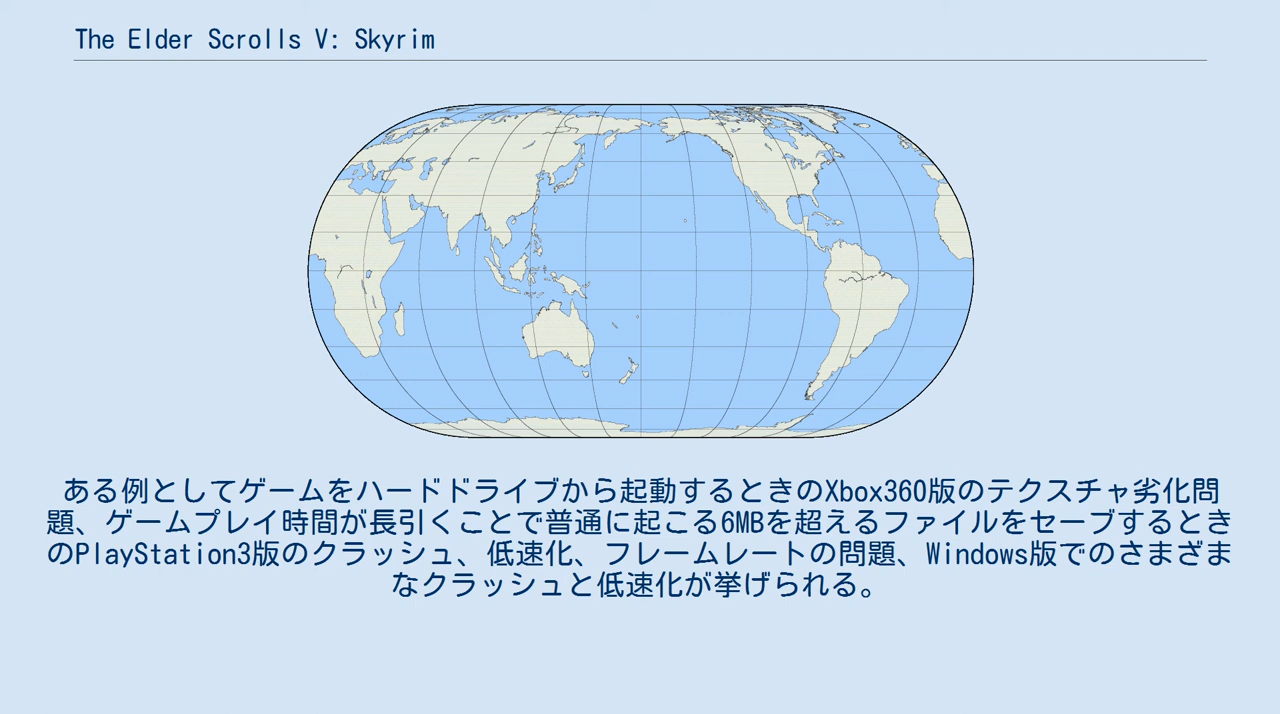 The Elder Scrolls V: Skyrim
ある例としてゲームをハードドライブから起動するときのXbox360版のテクスチャ劣化問
題、ゲームプレイ時間が長引くことで普通に起こる6MBを超えるファイルをセーブするとき
のPlayStation3版のクラッシュ、低速化、フレームレートの問題、Windows版でのさまざま
なクラッシュと低速化が挙げられる。